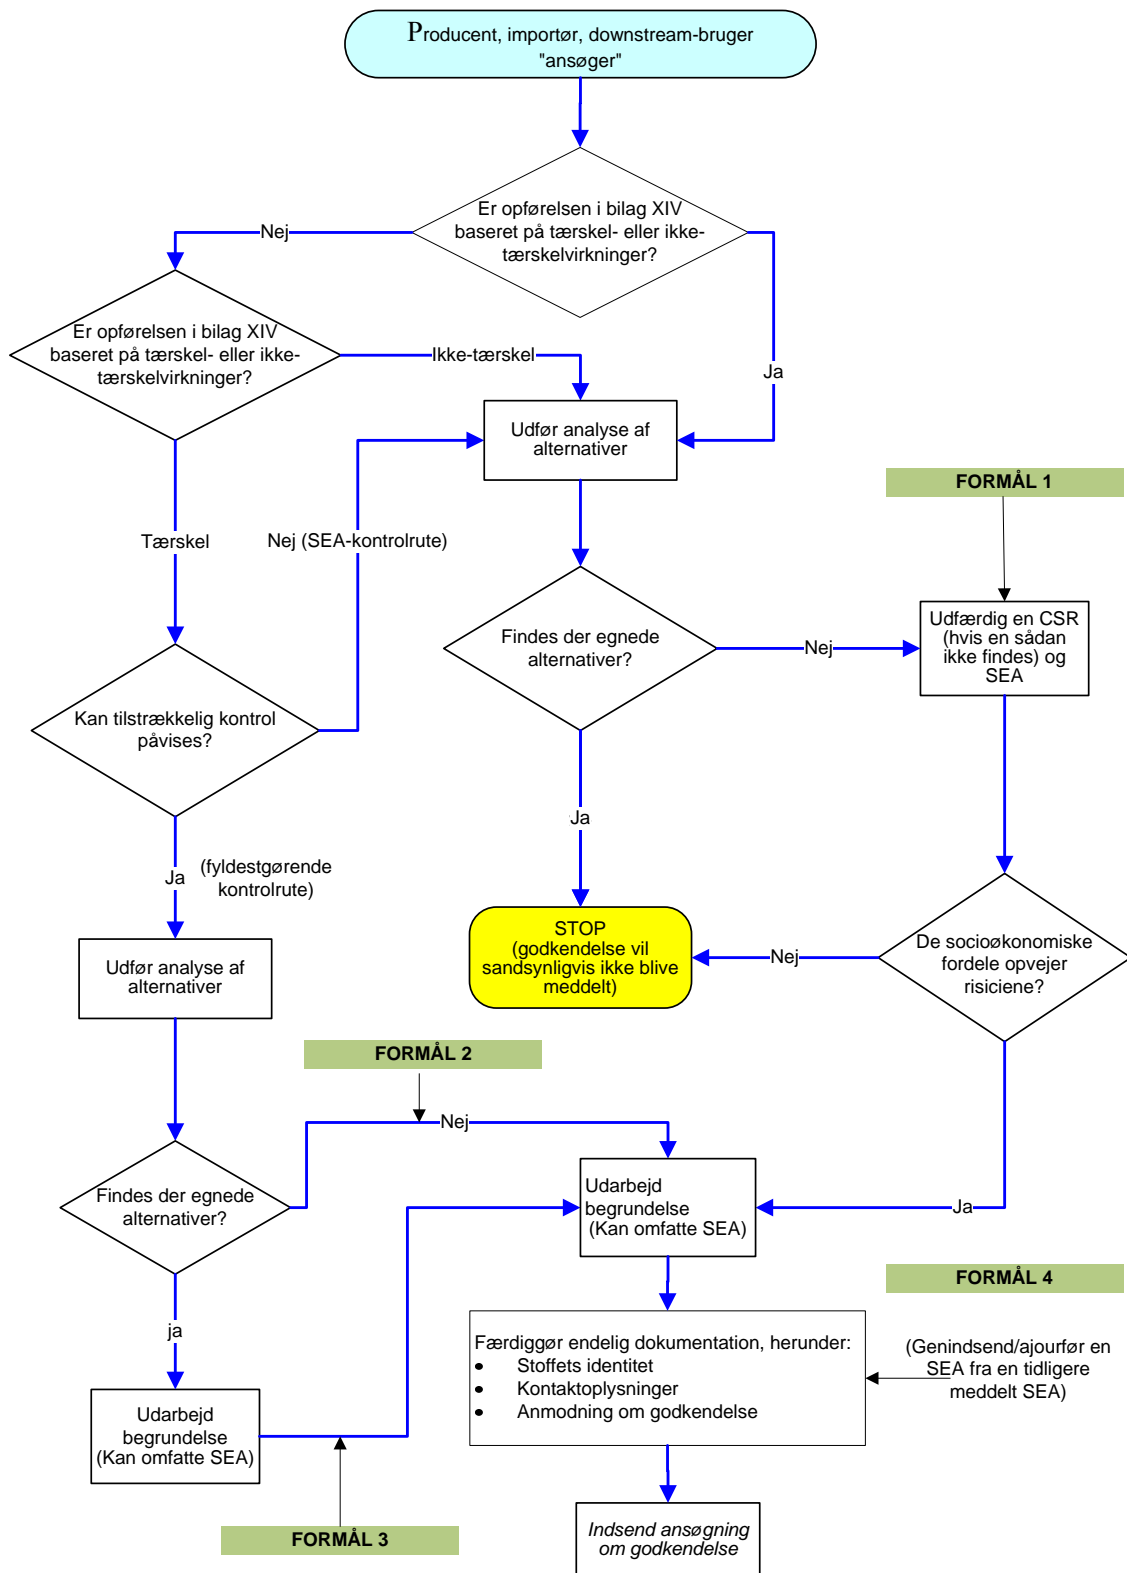 Producent, importør, downstream-bruger
"ansøger"
Er opførelsen i bilag XIV
baseret på tærskel- eller ikke-
tærskelvirkninger?
Nej
Ja
Er opførelsen i bilag XIV
baseret på tærskel- eller ikke-
tærskelvirkninger?
Ikke-tærskel
Udfør analyse af
alternativer
FORMÅL 1
Tærskel
Nej (SEA-kontrolrute)
Findes der egnede
alternativer?
Nej
Udfærdig en CSR
(hvis en sådan
ikke findes) og
SEA
Kan tilstrækkelig kontrol
påvises?
Ja
Ja
(fyldestgørende
kontrolrute)
STOP
(godkendelse vil
sandsynligvis ikke blive
meddelt)
Nej
De socioøkonomiske
fordele opvejer
risiciene?
Udfør analyse af
alternativer
FORMÅL 2
Nej
Findes der egnede
alternativer?
Udarbejd
begrundelse
(Kan omfatte SEA)
Ja
FORMÅL 4
ja
Færdiggør endelig dokumentation, herunder:
• Stoffets identitet
• Kontaktoplysninger
• Anmodning om godkendelse
(Genindsend/ajourfør en
SEA fra en tidligere
meddelt SEA)
Udarbejd
begrundelse
(Kan omfatte SEA)
FORMÅL 3
Indsend ansøgning
om godkendelse